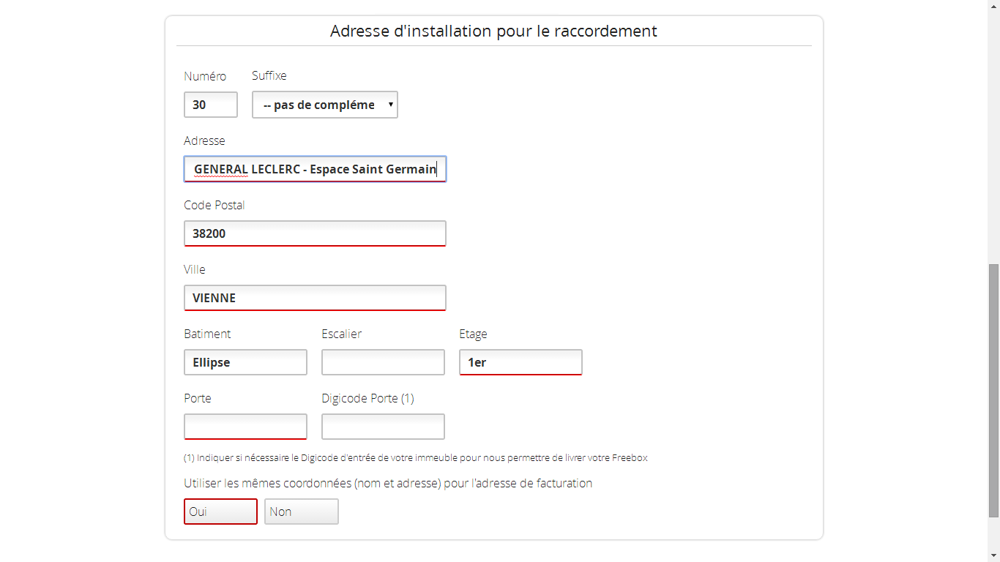 Adresse d'installation pour le raccordement
Numéro Suffixe
30 -- pas de compléme
Adresse
GENERAL LECLERC - Espace Saint Germain
Code Postal
38200
Ville
VIENNE
Batiment Escalier Etage
Ellipse 1er
Porte Digicode Porte (1)
(1) Indiquer si nécessaire le Digicode d'entrée de votre immeuble pour nous permettre de livrer votre Freebox
Utiliser les mêmes coordonnées (nom et adresse) pour l'adresse de facturation
Oui Non